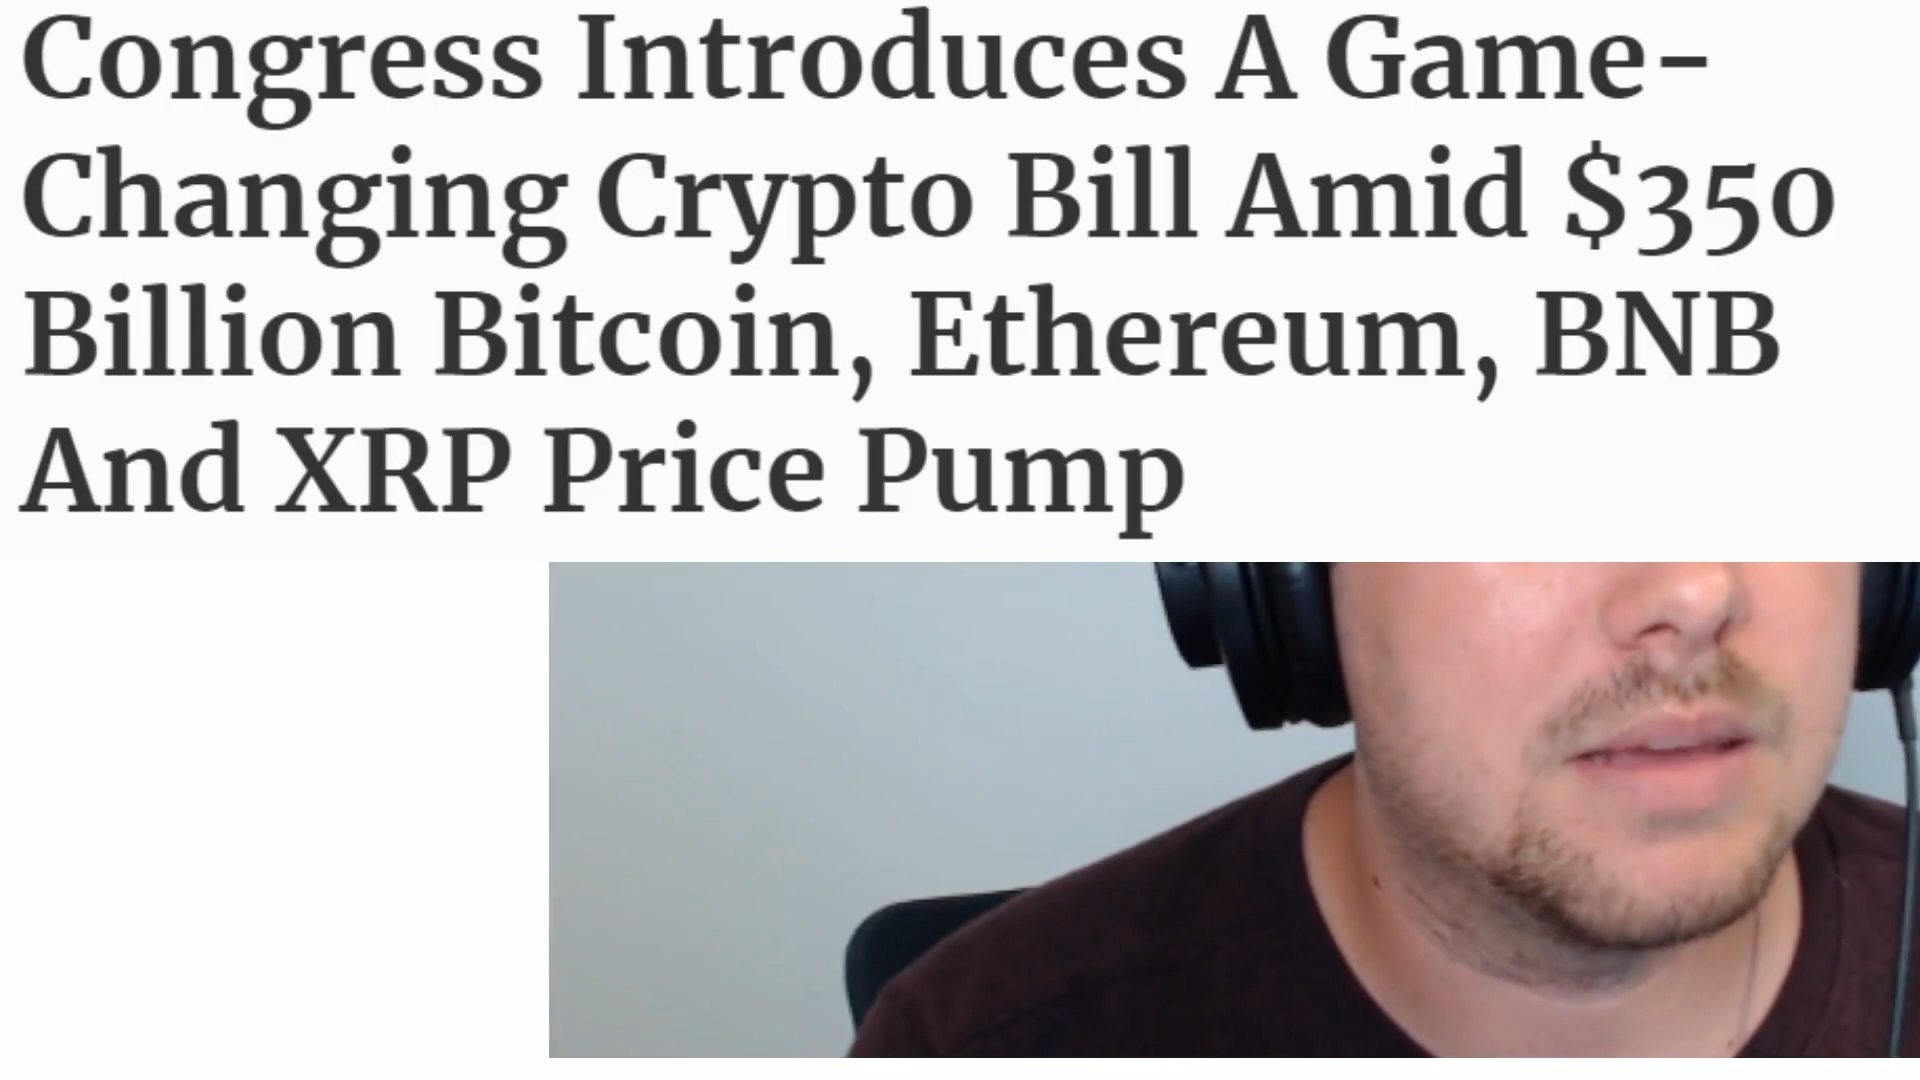 Congress Introduces A Game-
Changing Crypto Bill Amid $350
Billion Bitcoin, Ethereum, BNB
And XRP Price Pump